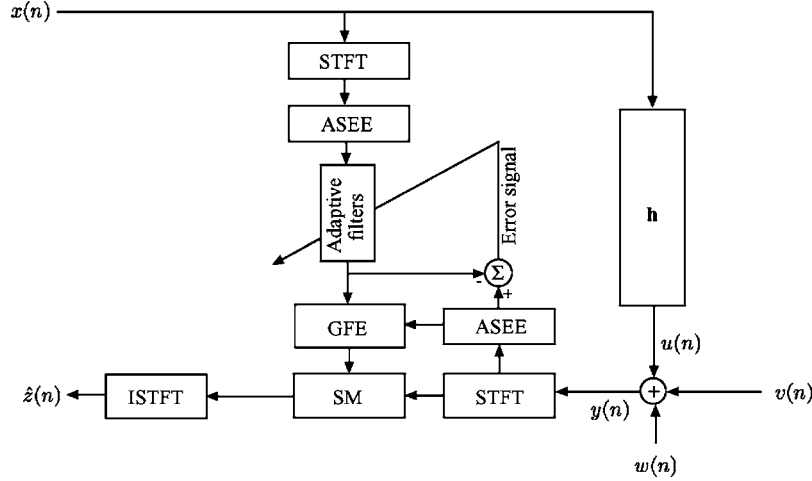 x(n)
STFT
ASEE
Adaptive
filters
Error signal
h
Σ
-
+
GFE
ASEE
u(n)
ẑ(n)
ISTFT
SM
STFT
y(n)
+
v(n)
w(n)